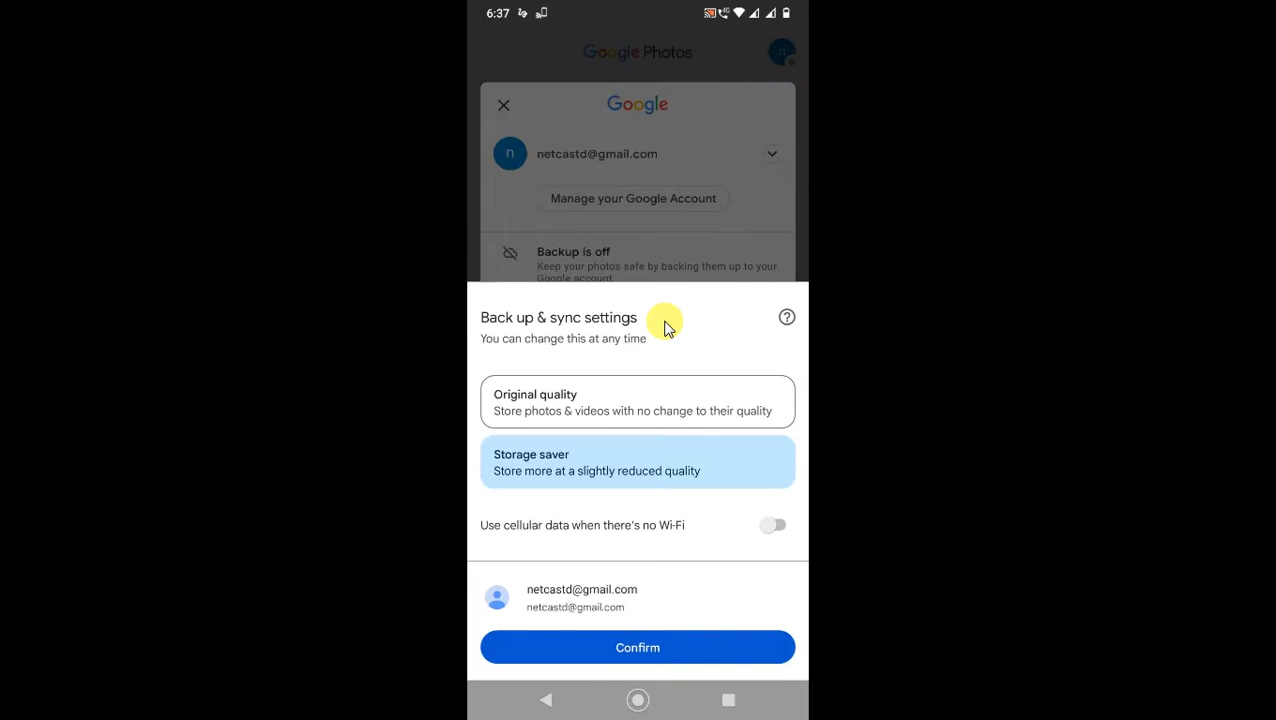 6:37
4G
Google Photos
n
Google
n
netcastd@gmail.com
Manage your Google Account
Backup is off
Keep your photos safe by backing them up to your
Google account.
Back up & sync settings
You can change this at any time
Original quality
Store photos & videos with no change to their quality
Storage saver
Store more at a slightly reduced quality
Use cellular data when there's no Wi-Fi
netcastd@gmail.com
netcastd@gmail.com
Confirm